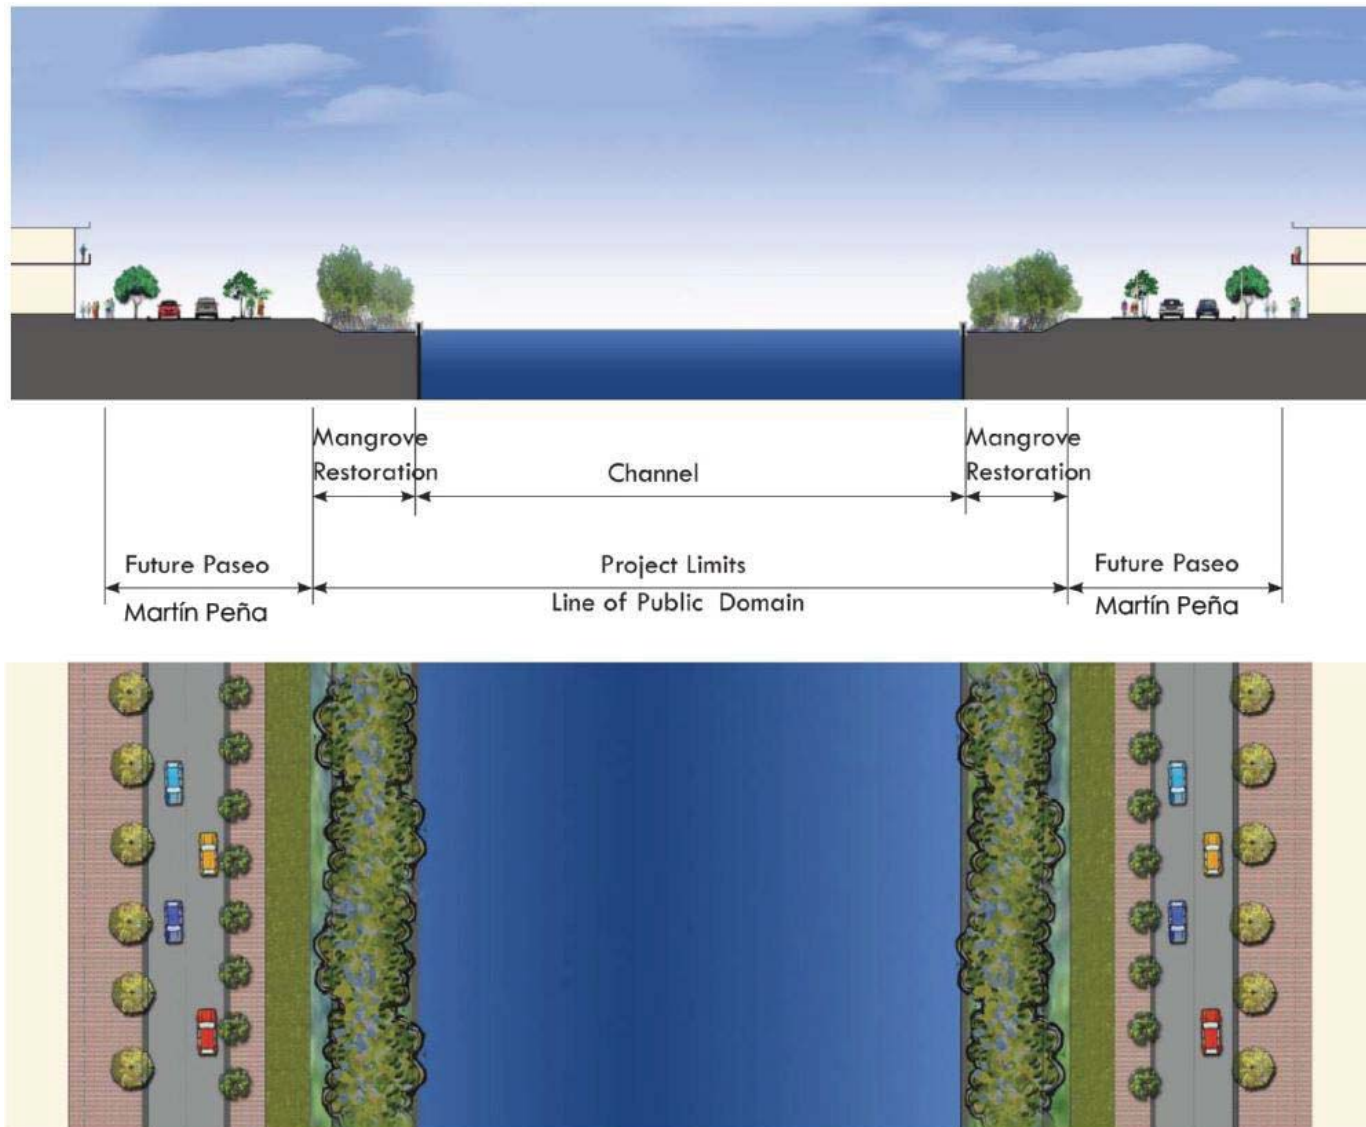 Mangrove
Restoration
Channel
Mangrove
Restoration
Future Paseo
Martín Peña
Project Limits
Line of Public Domain
Future Paseo
Martín Peña